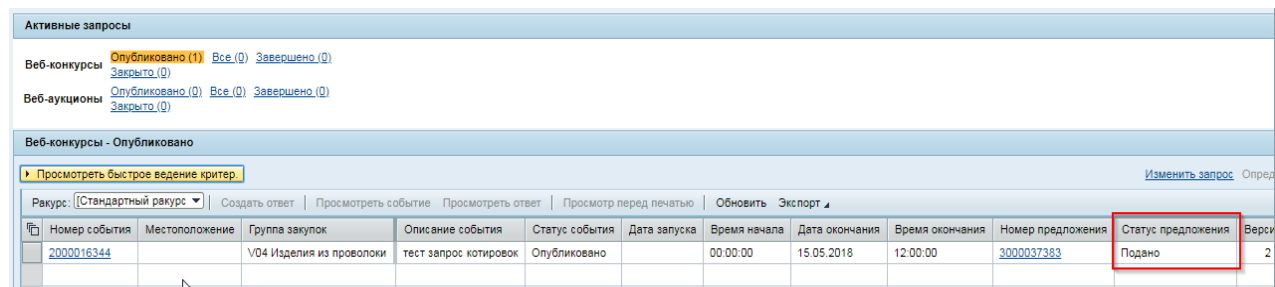 Активные запросы
Веб-конкурсы Опубликовано (1) Все (0) Завершено (0)
Закрыто (0)
Веб-аукционы Опубликовано (0) Все (0) Завершено (0)
Закрыто (0)
Веб-конкурсы - Опубликовано
Просмотреть быстрое ведение критер. Изменить запрос Опред
Ракурс: [Стандартный ракурс Создать ответ Просмотреть событие Просмотреть ответ Просмотр перед печатью Обновить Экспорт
Номер события Местоположение Группа закупок Описание события Статус события Дата запуска Время начала Дата окончания Время окончания Номер предложения Статус предложения Верси
2000016344 V04 Изделия из проволоки тест запрос котировок Опубликовано 00:00:00 15.05.2018 12:00:00 3000037383 Подано 2